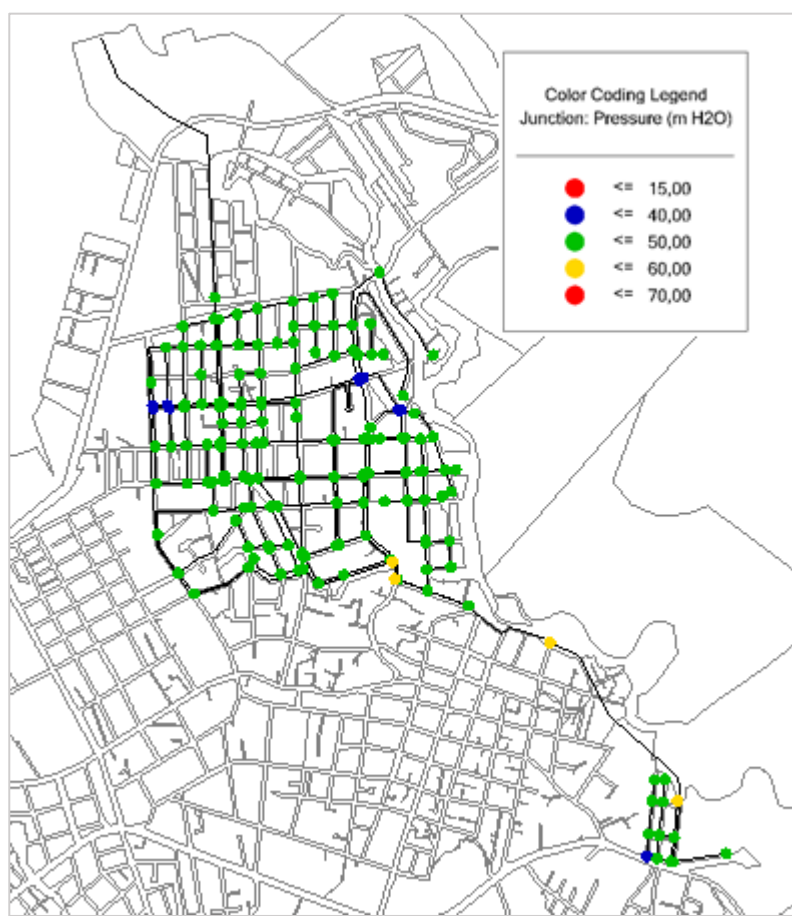 Color Coding Legend
Junction: Pressure (m H2O)
<= 15,00
<= 40,00
<= 50,00
<= 60,00
<= 70,00